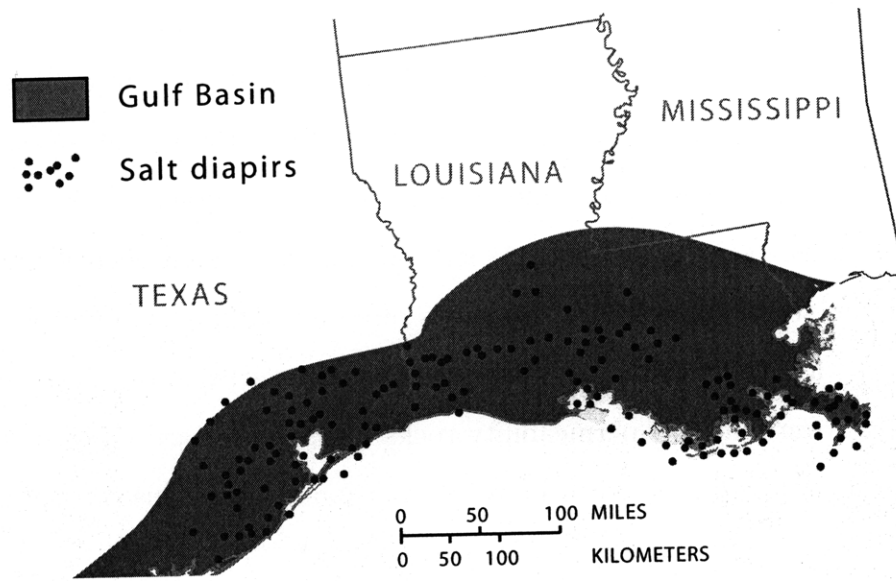 Gulf Basin
Salt diapirs
MISSISSIPPI
LOUISIANA
TEXAS
0 50 100 MILES
0 50 100 KILOMETERS